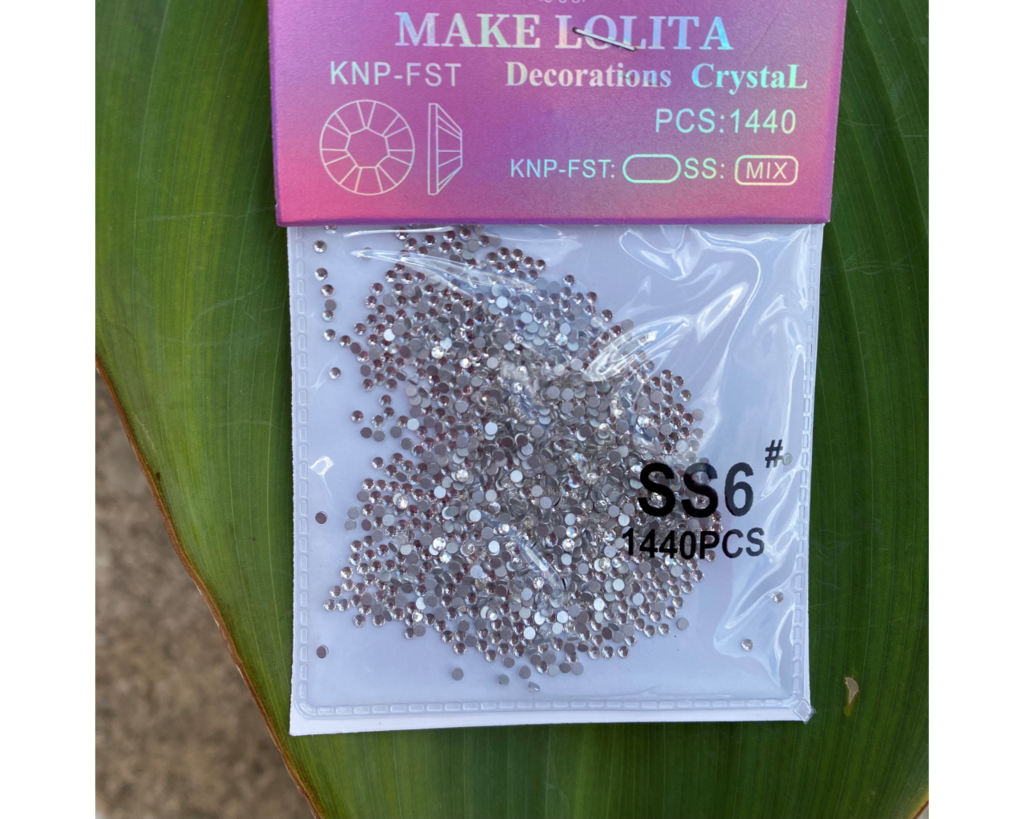 MAKE LOLITA
KNP-FST Decorations CrystaL
PCS:1440
KNP-FST: SS: MIX
SS6#
1440PCS